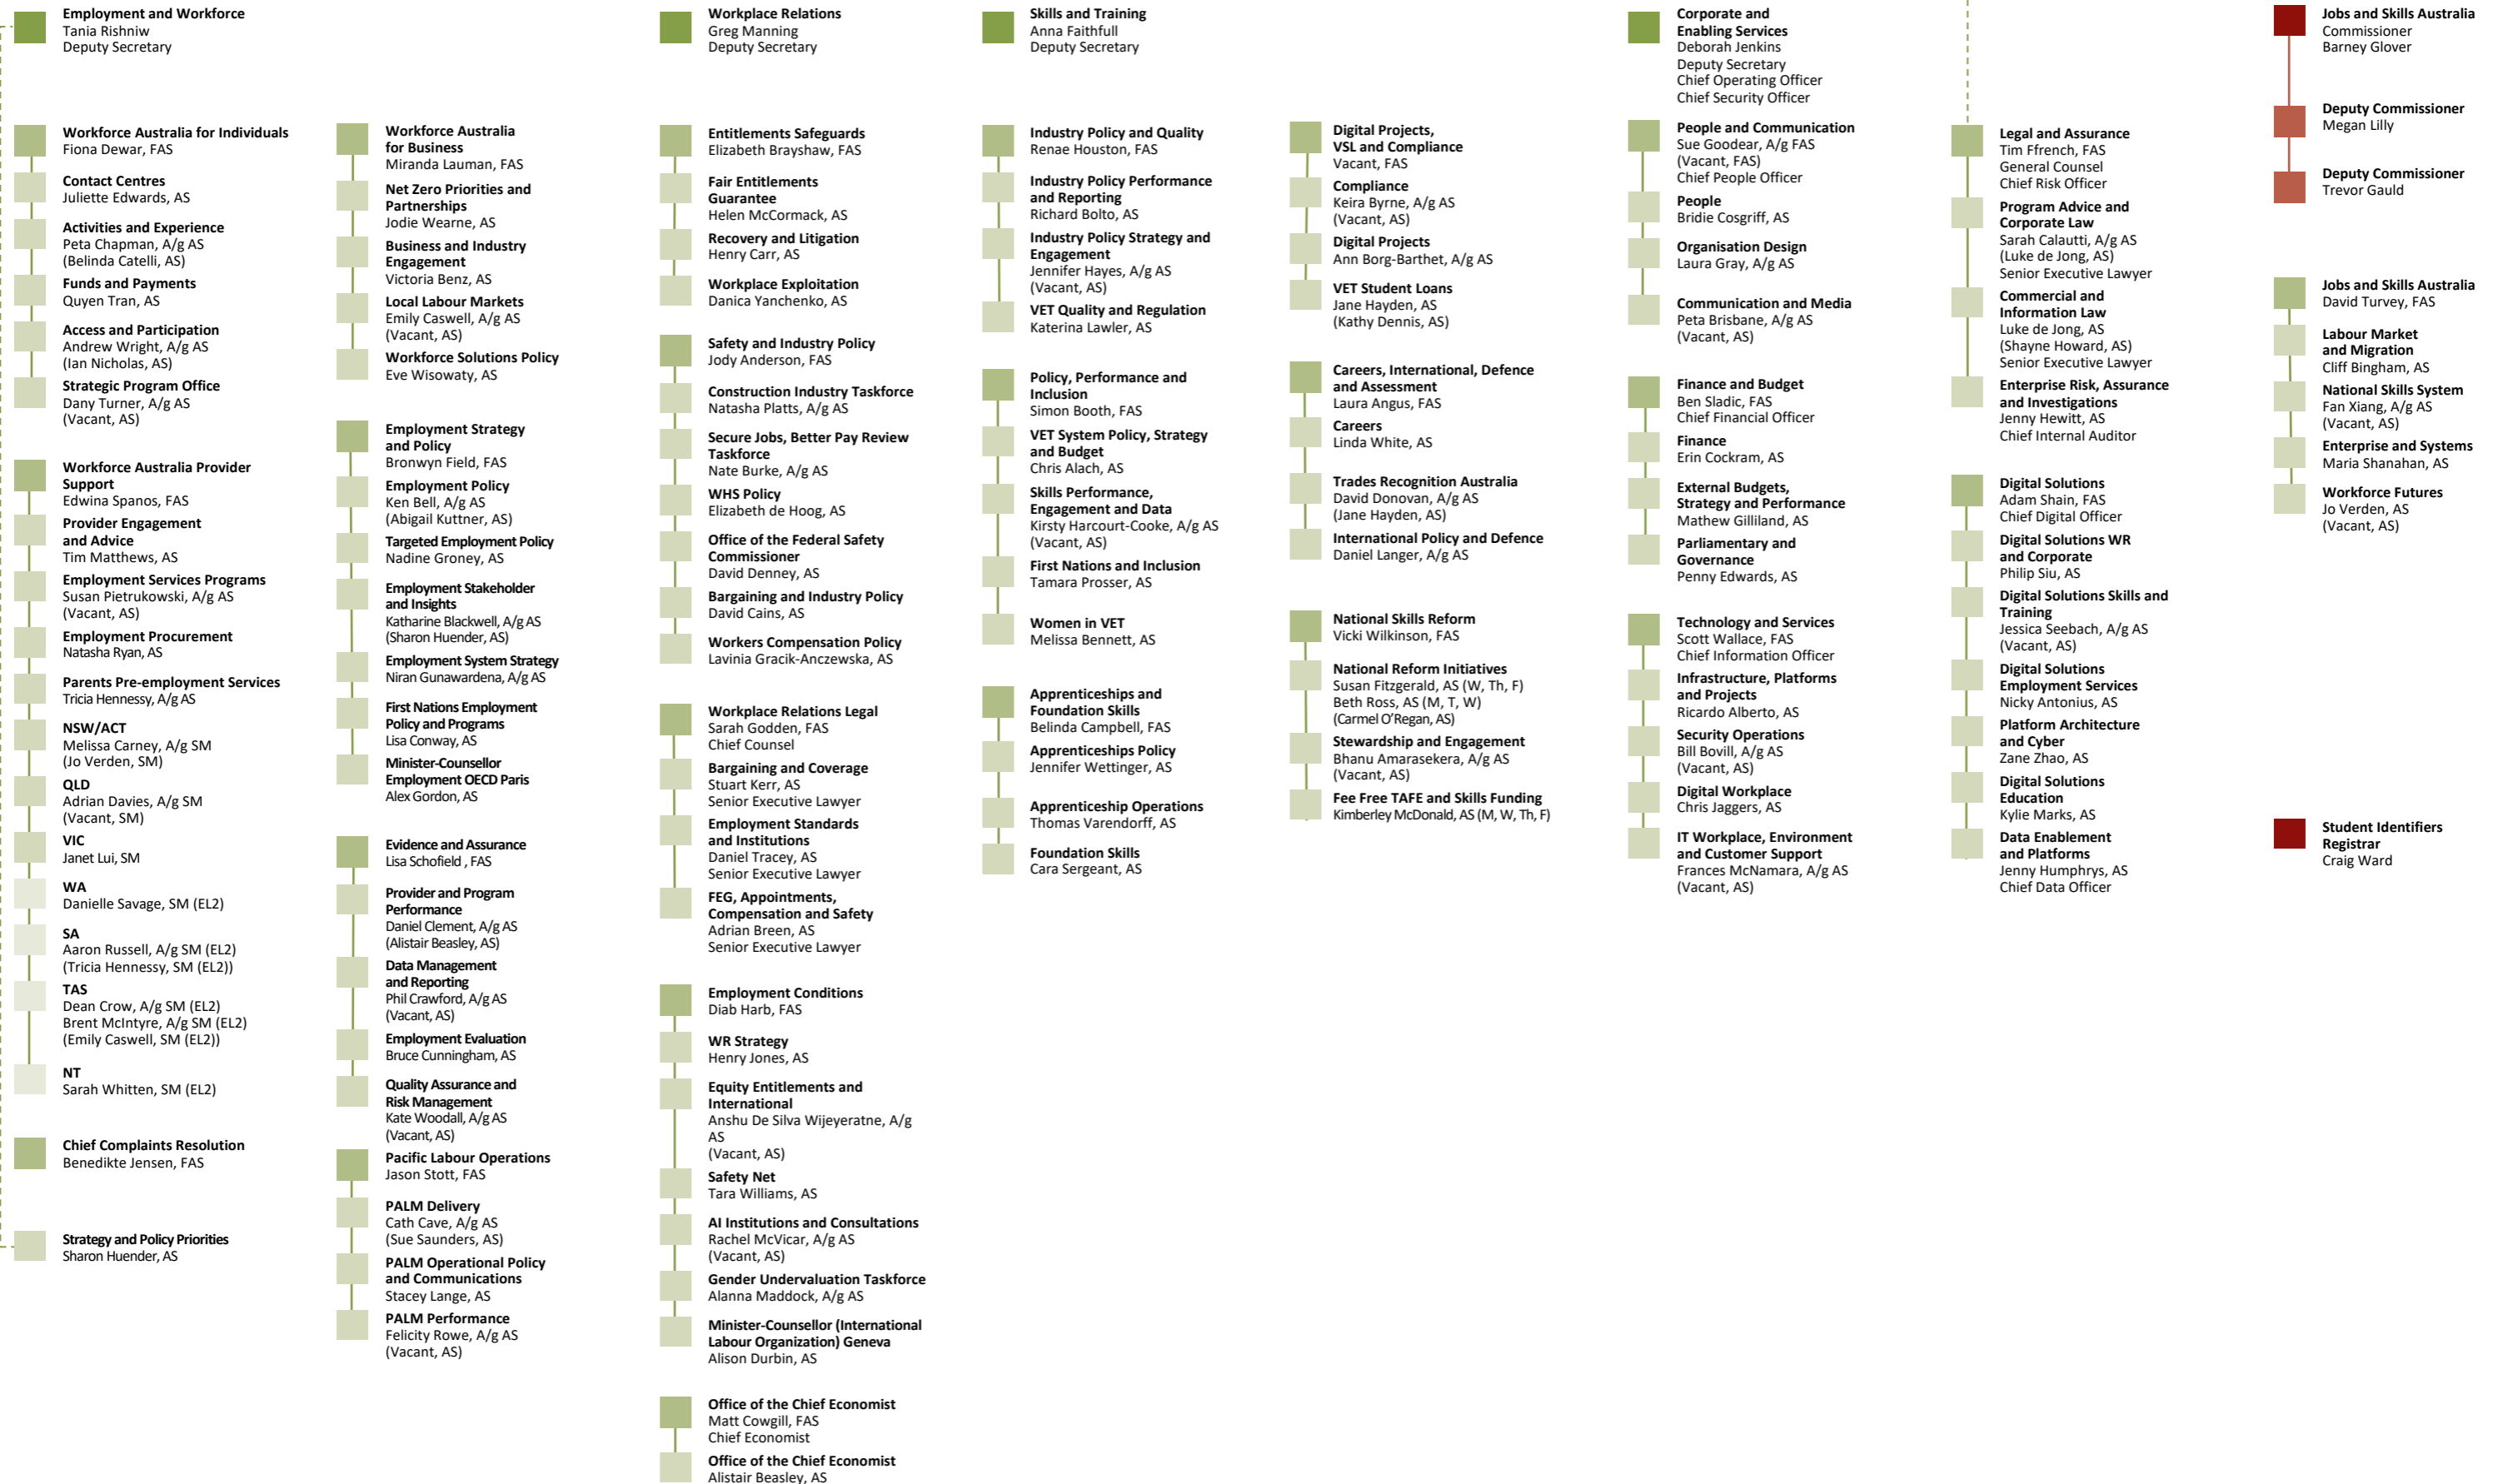 Employment and Workforce
Tania Rishniw
Deputy Secretary
Workforce Australia for Individuals
Fiona Dewar, FAS
Contact Centres
Juliette Edwards, AS
Activities and Experience
Peta Chapman, A/g AS
(Belinda Catelli, AS)
Funds and Payments
Quyen Tran, AS
Access and Participation
Andrew Wright, A/g AS
(Ian Nicholas, AS)
Strategic Program Office
Dany Turner, A/g AS
(Vacant, AS)
Workforce Australia Provider
Support
Edwina Spanos, FAS
Provider Engagement
and Advice
Tim Matthews, AS
Employment Services Programs
Susan Pietrukowski, A/g AS
(Vacant, AS)
Employment Procurement
Natasha Ryan, AS
Parents Pre-employment Services
Tricia Hennessy, A/g AS
NSW/ACT
Melissa Carney, A/g SM
(Jo Verden, SM)
QLD
Adrian Davies, A/g SM
(Vacant, SM)
VIC
Janet Lui, SM
WA
Danielle Savage, SM (EL2)
SA
Aaron Russell, A/g SM (EL2)
(Tricia Hennessy, SM (EL2))
TAS
Dean Crow, A/g SM (EL2)
Brent McIntyre, A/g SM (EL2)
(Emily Caswell, SM (EL2))
NT
Sarah Whitten, SM (EL2)
Chief Complaints Resolution
Benedikte Jensen, FAS
Strategy and Policy Priorities
Sharon Huender, AS
Workforce Australia
for Business
Miranda Lauman, FAS
Net Zero Priorities and
Partnerships
Jodie Wearne, AS
Business and Industry
Engagement
Victoria Benz, AS
Local Labour Markets
Emily Caswell, A/g AS
(Vacant, AS)
Workforce Solutions Policy
Eve Wisowaty, AS
Employment Strategy
and Policy
Bronwyn Field, FAS
Employment Policy
Ken Bell, A/g AS
(Abigail Kuttner, AS)
Targeted Employment Policy
Nadine Groney, AS
Employment Stakeholder
and Insights
Katharine Blackwell, A/g AS
(Sharon Huender, AS)
Employment System Strategy
Niran Gunawardena, A/g AS
First Nations Employment
Policy and Programs
Lisa Conway, AS
Minister-Counsellor
Employment OECD Paris
Alex Gordon, AS
Evidence and Assurance
Lisa Schofield , FAS
Provider and Program
Performance
Daniel Clement, A/g AS
(Alistair Beasley, AS)
Data Management
and Reporting
Phil Crawford, A/g AS
(Vacant, AS)
Employment Evaluation
Bruce Cunningham, AS
Quality Assurance and
Risk Management
Kate Woodall, A/g AS
(Vacant, AS)
Pacific Labour Operations
Jason Stott, FAS
PALM Delivery
Cath Cave, A/g AS
(Sue Saunders, AS)
PALM Operational Policy
and Communications
Stacey Lange, AS
PALM Performance
Felicity Rowe, A/g AS
(Vacant, AS)
Workplace Relations
Greg Manning
Deputy Secretary
Entitlements Safeguards
Elizabeth Brayshaw, FAS
Fair Entitlements
Guarantee
Helen McCormack, AS
Recovery and Litigation
Henry Carr, AS
Workplace Exploitation
Danica Yanchenko, AS
Safety and Industry Policy
Jody Anderson, FAS
Construction Industry Taskforce
Natasha Platts, A/g AS
Secure Jobs, Better Pay Review
Taskforce
Nate Burke, A/g AS
WHS Policy
Elizabeth de Hoog, AS
Office of the Federal Safety
Commissioner
David Denney, AS
Bargaining and Industry Policy
David Cains, AS
Workers Compensation Policy
Lavinia Gracik-Anczewska, AS
Workplace Relations Legal
Sarah Godden, FAS
Chief Counsel
Bargaining and Coverage
Stuart Kerr, AS
Senior Executive Lawyer
Employment Standards
and Institutions
Daniel Tracey, AS
Senior Executive Lawyer
FEG, Appointments,
Compensation and Safety
Adrian Breen, AS
Senior Executive Lawyer
Employment Conditions
Diab Harb, FAS
WR Strategy
Henry Jones, AS
Equity Entitlements and
International
Anshu De Silva Wijeyeratne, A/g
AS
(Vacant, AS)
Safety Net
Tara Williams, AS
AI Institutions and Consultations
Rachel McVicar, A/g AS
(Vacant, AS)
Gender Undervaluation Taskforce
Alanna Maddock, A/g AS
Minister-Counsellor (International
Labour Organization) Geneva
Alison Durbin, AS
Office of the Chief Economist
Matt Cowgill, FAS
Chief Economist
Office of the Chief Economist
Alistair Beasley, AS
Skills and Training
Anna Faithfull
Deputy Secretary
Industry Policy and Quality
Renae Houston, FAS
Industry Policy Performance
and Reporting
Richard Bolto, AS
Industry Policy Strategy and
Engagement
Jennifer Hayes, A/g AS
(Vacant, AS)
VET Quality and Regulation
Katerina Lawler, AS
Policy, Performance and
Inclusion
Simon Booth, FAS
VET System Policy, Strategy
and Budget
Chris Alach, AS
Skills Performance,
Engagement and Data
Kirsty Harcourt-Cooke, A/g AS
(Vacant, AS)
First Nations and Inclusion
Tamara Prosser, AS
Women in VET
Melissa Bennett, AS
Apprenticeships and
Foundation Skills
Belinda Campbell, FAS
Apprenticeships Policy
Jennifer Wettinger, AS
Apprenticeship Operations
Thomas Varendorff, AS
Foundation Skills
Cara Sergeant, AS
Digital Projects,
VSL and Compliance
Vacant, FAS
Compliance
Keira Byrne, A/g AS
(Vacant, AS)
Digital Projects
Ann Borg-Barthet, A/g AS
VET Student Loans
Jane Hayden, AS
(Kathy Dennis, AS)
Careers, International, Defence
and Assessment
Laura Angus, FAS
Careers
Linda White, AS
Trades Recognition Australia
David Donovan, A/g AS
(Jane Hayden, AS)
International Policy and Defence
Daniel Langer, A/g AS
National Skills Reform
Vicki Wilkinson, FAS
National Reform Initiatives
Susan Fitzgerald, AS (W, Th, F)
Beth Ross, AS (M, T, W)
(Carmel O'Regan, AS)
Stewardship and Engagement
Bhanu Amarasekera, A/g AS
(Vacant, AS)
Fee Free TAFE and Skills Funding
Kimberley McDonald, AS (M, W, Th, F)
Corporate and
Enabling Services
Deborah Jenkins
Deputy Secretary
Chief Operating Officer
Chief Security Officer
People and Communication
Sue Goodear, A/g FAS
(Vacant, FAS)
Chief People Officer
People
Bridie Cosgriff, AS
Organisation Design
Laura Gray, A/g AS
Communication and Media
Peta Brisbane, A/g AS
(Vacant, AS)
Finance and Budget
Ben Sladic, FAS
Chief Financial Officer
Finance
Erin Cockram, AS
External Budgets,
Strategy and Performance
Mathew Gilliland, AS
Parliamentary and
Governance
Penny Edwards, AS
Technology and Services
Scott Wallace, FAS
Chief Information Officer
Infrastructure, Platforms
and Projects
Ricardo Alberto, AS
Security Operations
Bill Bovill, A/g AS
(Vacant, AS)
Digital Workplace
Chris Jaggers, AS
IT Workplace, Environment
and Customer Support
Frances McNamara, A/g AS
(Vacant, AS)
Legal and Assurance
Tim Ffrench, FAS
General Counsel
Chief Risk Officer
Program Advice and
Corporate Law
Sarah Calautti, A/g AS
(Luke de Jong, AS)
Senior Executive Lawyer
Commercial and
Information Law
Luke de Jong, AS
(Shayne Howard, AS)
Senior Executive Lawyer
Enterprise Risk, Assurance
and Investigations
Jenny Hewitt, AS
Chief Internal Auditor
Digital Solutions
Adam Shain, FAS
Chief Digital Officer
Digital Solutions WR
and Corporate
Philip Siu, AS
Digital Solutions Skills and
Training
Jessica Seebach, A/g AS
(Vacant, AS)
Digital Solutions
Employment Services
Nicky Antonius, AS
Platform Architecture
and Cyber
Zane Zhao, AS
Digital Solutions
Education
Kylie Marks, AS
Data Enablement
and Platforms
Jenny Humphrys, AS
Chief Data Officer
Jobs and Skills Australia
Commissioner
Barney Glover
Deputy Commissioner
Megan Lilly
Deputy Commissioner
Trevor Gauld
Jobs and Skills Australia
David Turvey, FAS
Labour Market
and Migration
Cliff Bingham, AS
National Skills System
Fan Xiang, A/g AS
(Vacant, AS)
Enterprise and Systems
Maria Shanahan, AS
Workforce Futures
Jo Verden, AS
(Vacant, AS)
Student Identifiers
Registrar
Craig Ward